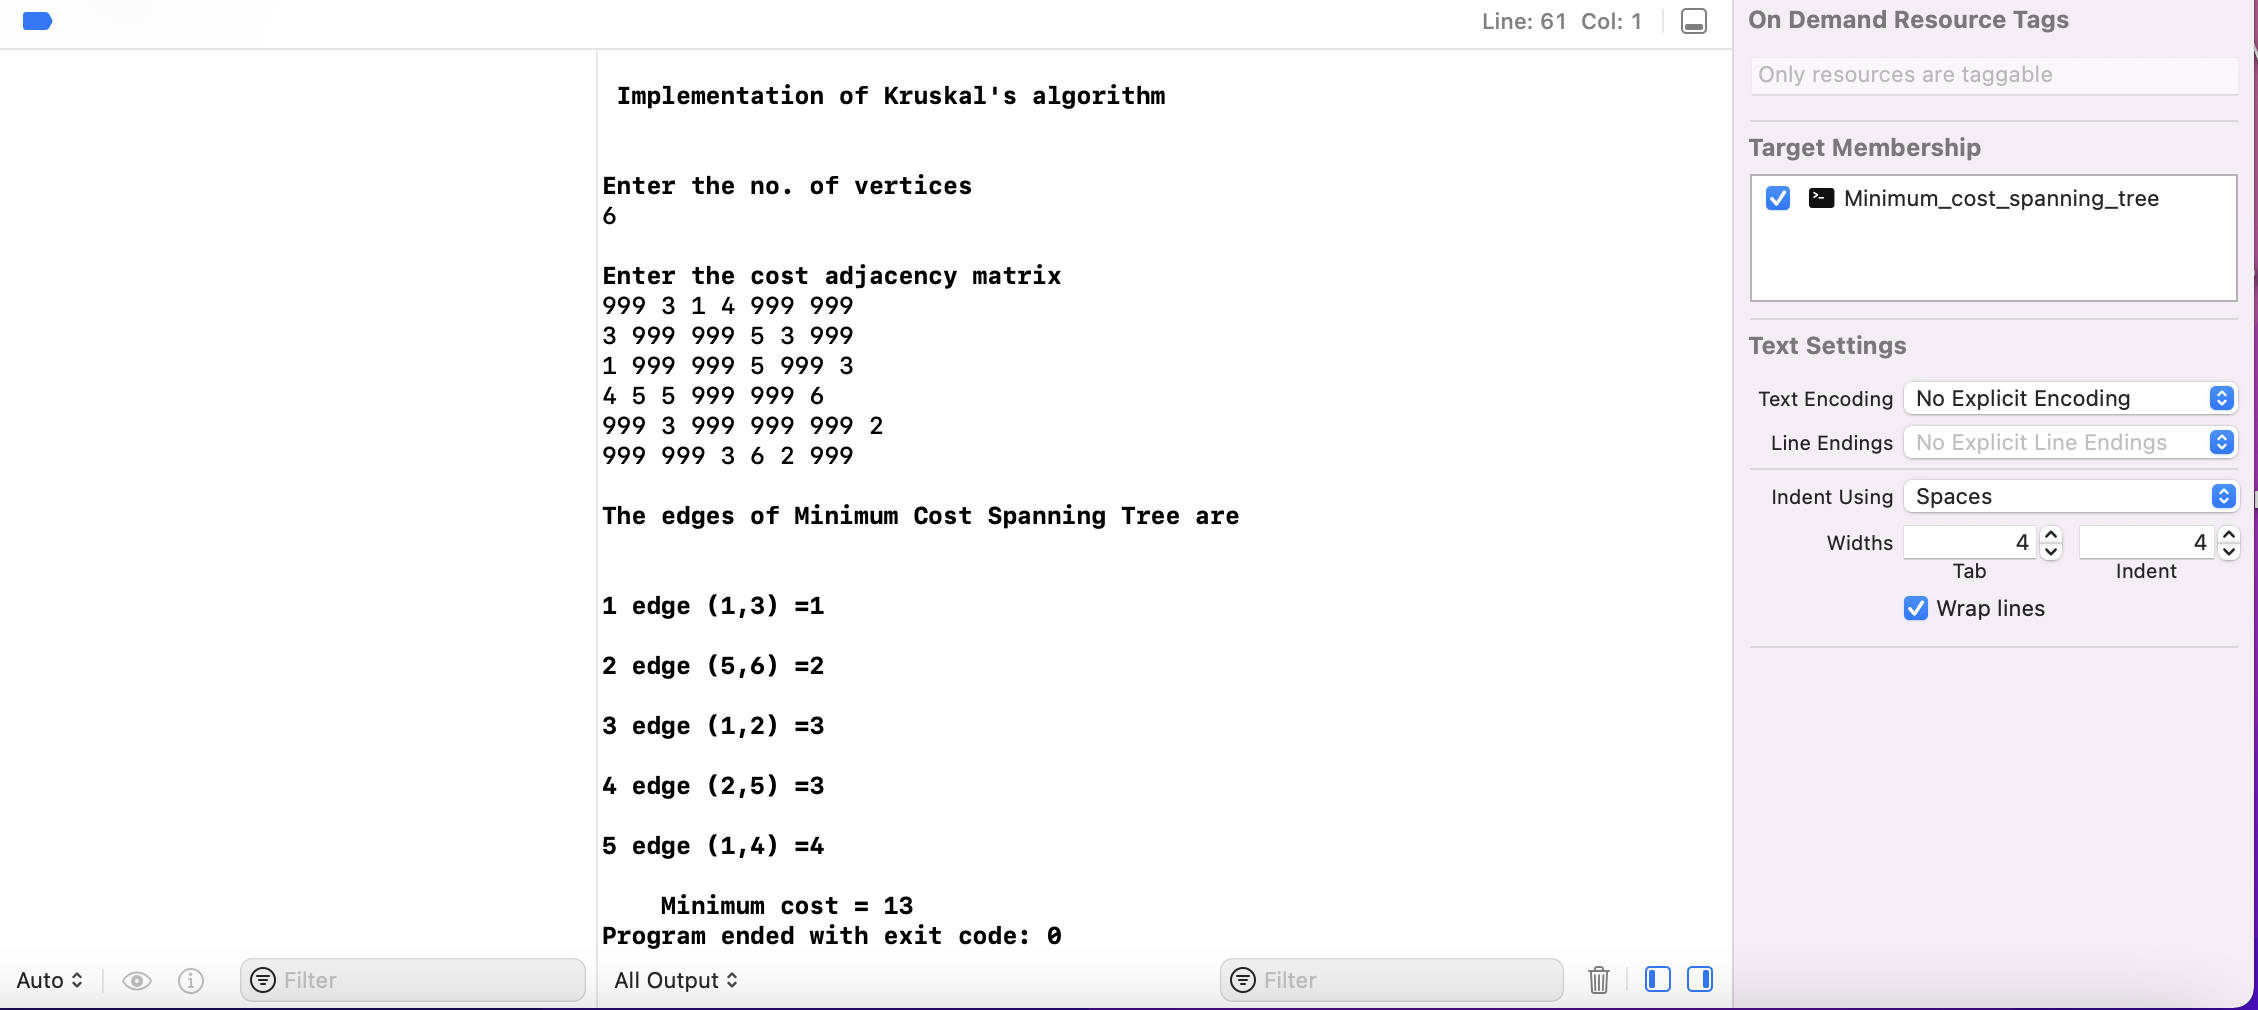 Line: 61 Col: 1
Implementation of Kruskal's algorithm
Enter the no. of vertices
6
Enter the cost adjacency matrix
999 3 1 4 999 999
3 999 999 5 3 999
1 999 999 5 999 3
4 5 5 999 999 6
999 3 999 999 999 2
999 999 3 6 2 999
The edges of Minimum Cost Spanning Tree are
1 edge (1,3) =1
2 edge (5,6) =2
3 edge (1,2) =3
4 edge (2,5) =3
5 edge (1,4) =4
Minimum cost = 13
Program ended with exit code: 0
Auto
Filter
All Output
Filter
On Demand Resource Tags
Only resources are taggable
Target Membership
Minimum_cost_spanning_tree
Text Settings
Text Encoding No Explicit Encoding
Line Endings No Explicit Line Endings
Indent Using Spaces
Widths 4 4
Tab Indent
Wrap lines